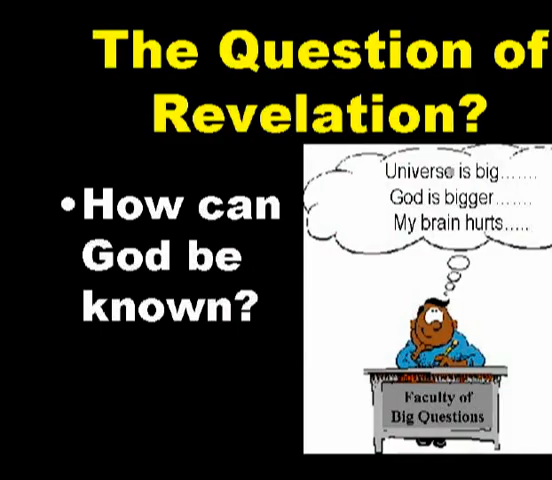 The Question of
Revelation?
•How can
God be
known?
Universe is big.......
God is bigger.......
My brain hurts.....
Faculty of
Big Questions